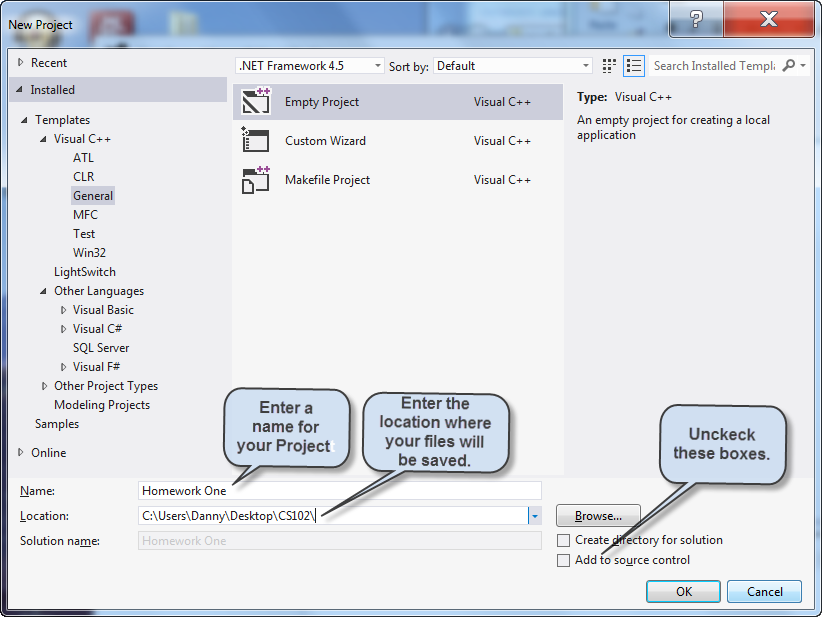 New Project
?
Recent
.NET Framework 4.5
Sort by:
Default
Search Installed Templa
Installed
Templates
Visual C++
ATL
CLR
General
MFC
Test
Win32
LightSwitch
Other Languages
Visual Basic
Visual C#
SQL Server
Visual F#
Other Project Types
Modeling Projects
Samples
Online
Empty Project Visual C++
Custom Wizard Visual C++
Makefile Project Visual C++
Type: Visual C++
An empty project for creating a local
application
Enter a
name for
your Project
Enter the
location where
your files will
be saved.
Unckeck
these boxes.
Name: Homework One
Location: C:\Users\Danny\Desktop\CS102\
Browse...
Solution name: Homework One
Create directory for solution
Add to source control
OK
Cancel